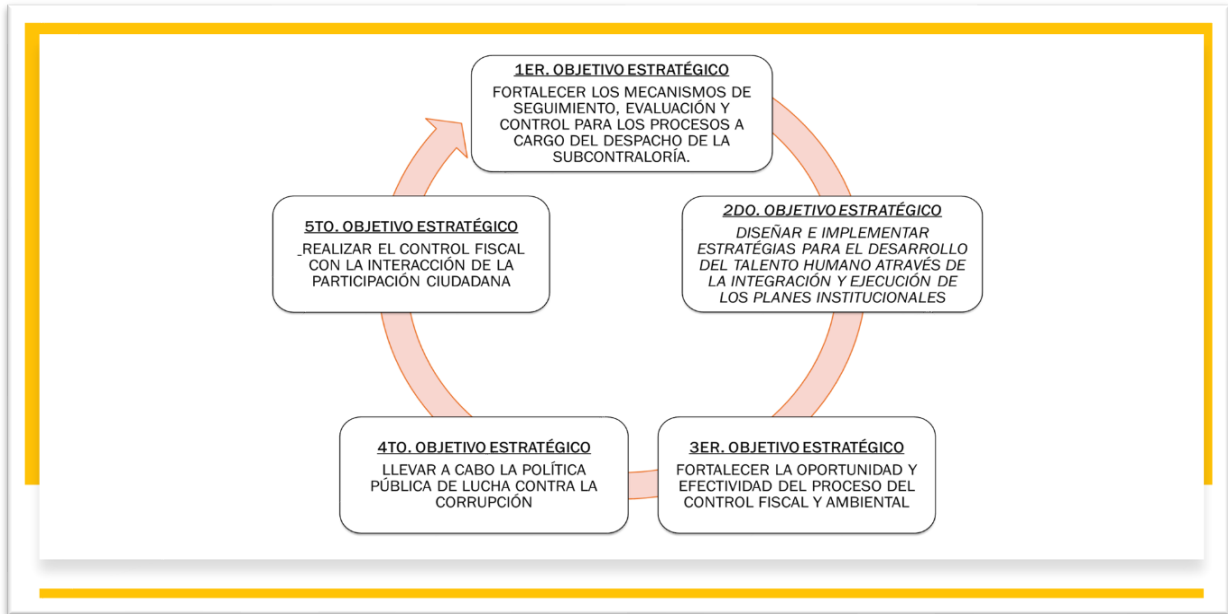 1ER. OBJETIVO ESTRATÉGICO
FORTALECER LOS MECANISMOS DE
SEGUIMIENTO, EVALUACIÓN Y
CONTROL PARA LOS PROCESOS A
CARGO DEL DESPACHO DE LA
SUBCONTRALORÍA.
2DO. OBJETIVO ESTRATÉGICO
DISEÑAR E IMPLEMENTAR
ESTRATÉGIAS PARA EL DESARROLLO
DEL TALENTO HUMANO ATRAVÉS DE
LA INTEGRACIÓN Y EJECUCIÓN DE
LOS PLANES INSTITUCIONALES
3ER. OBJETIVO ESTRATÉGICO
FORTALECER LA OPORTUNIDAD Y
EFECTIVIDAD DEL PROCESO DEL
CONTROL FISCAL Y AMBIENTAL
4TO. OBJETIVO ESTRATÉGICO
LLEVAR A CABO LA POLÍTICA
PÚBLICA DE LUCHA CONTRA LA
CORRUPCIÓN
5TO. OBJETIVO ESTRATÉGICO
REALIZAR EL CONTROL FISCAL
CON LA INTERACCIÓN DE LA
PARTICIPACIÓN CIUDADANA